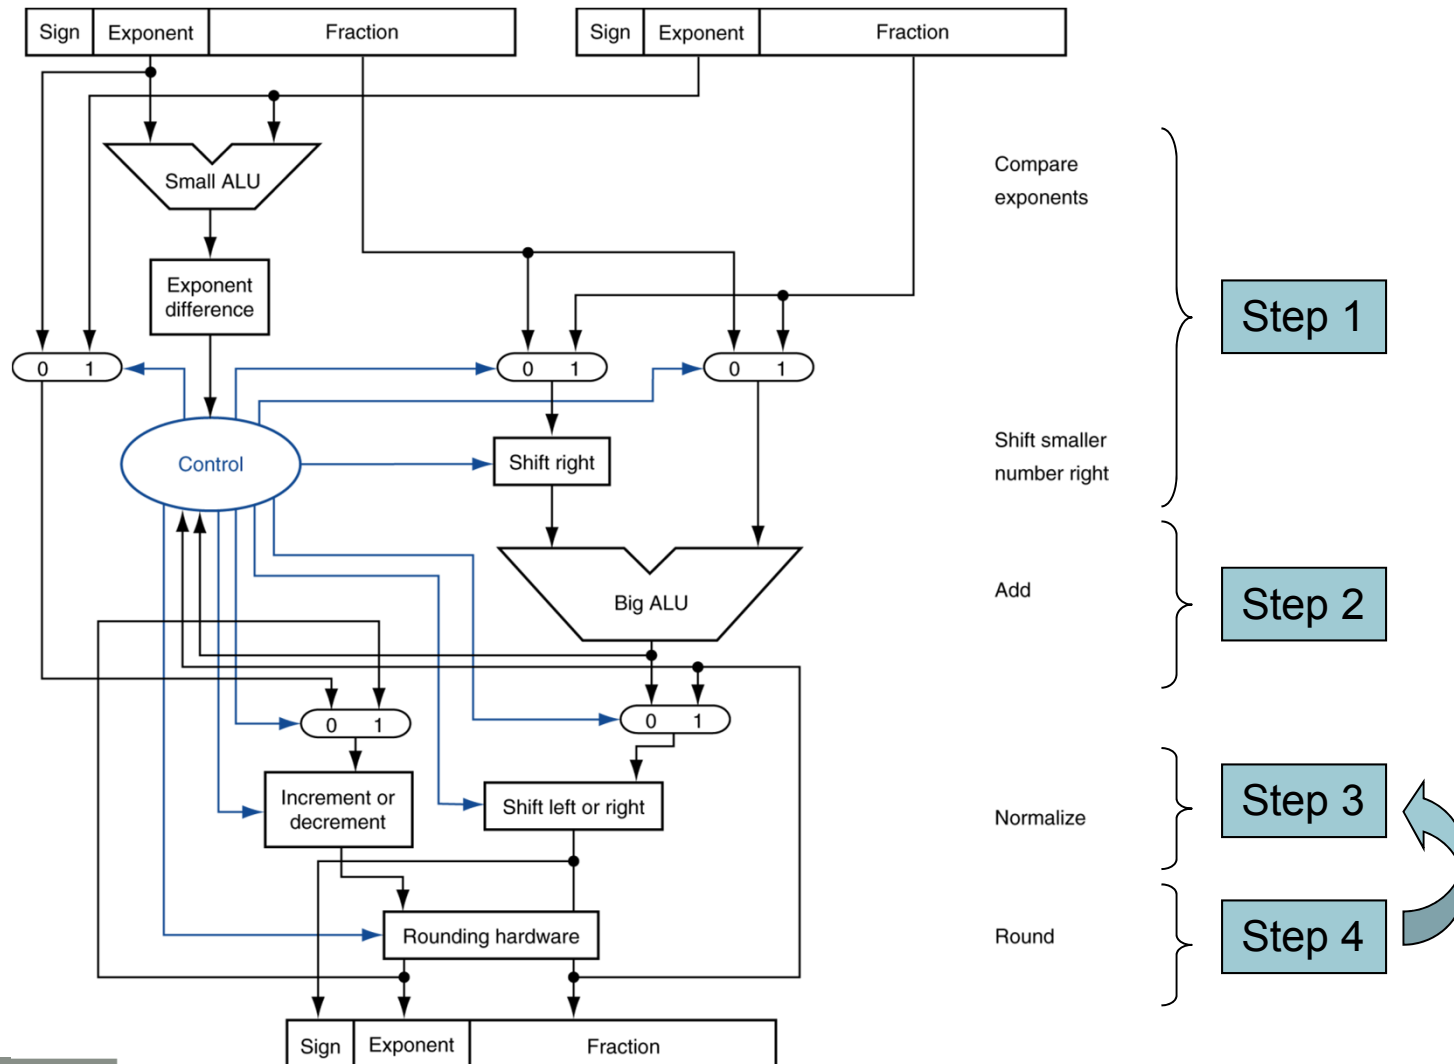 Sign Exponent Fraction Sign Exponent Fraction
Small ALU
Compare
exponents
Exponent
difference
Step 1
0 1 0 1 0 1
Control
Shift right
Shift smaller
number right
Big ALU
Add
Step 2
0 1 0 1
Increment or
decrement
Shift left or right
Normalize
Step 3
Rounding hardware
Round
Step 4
Sign Exponent Fraction